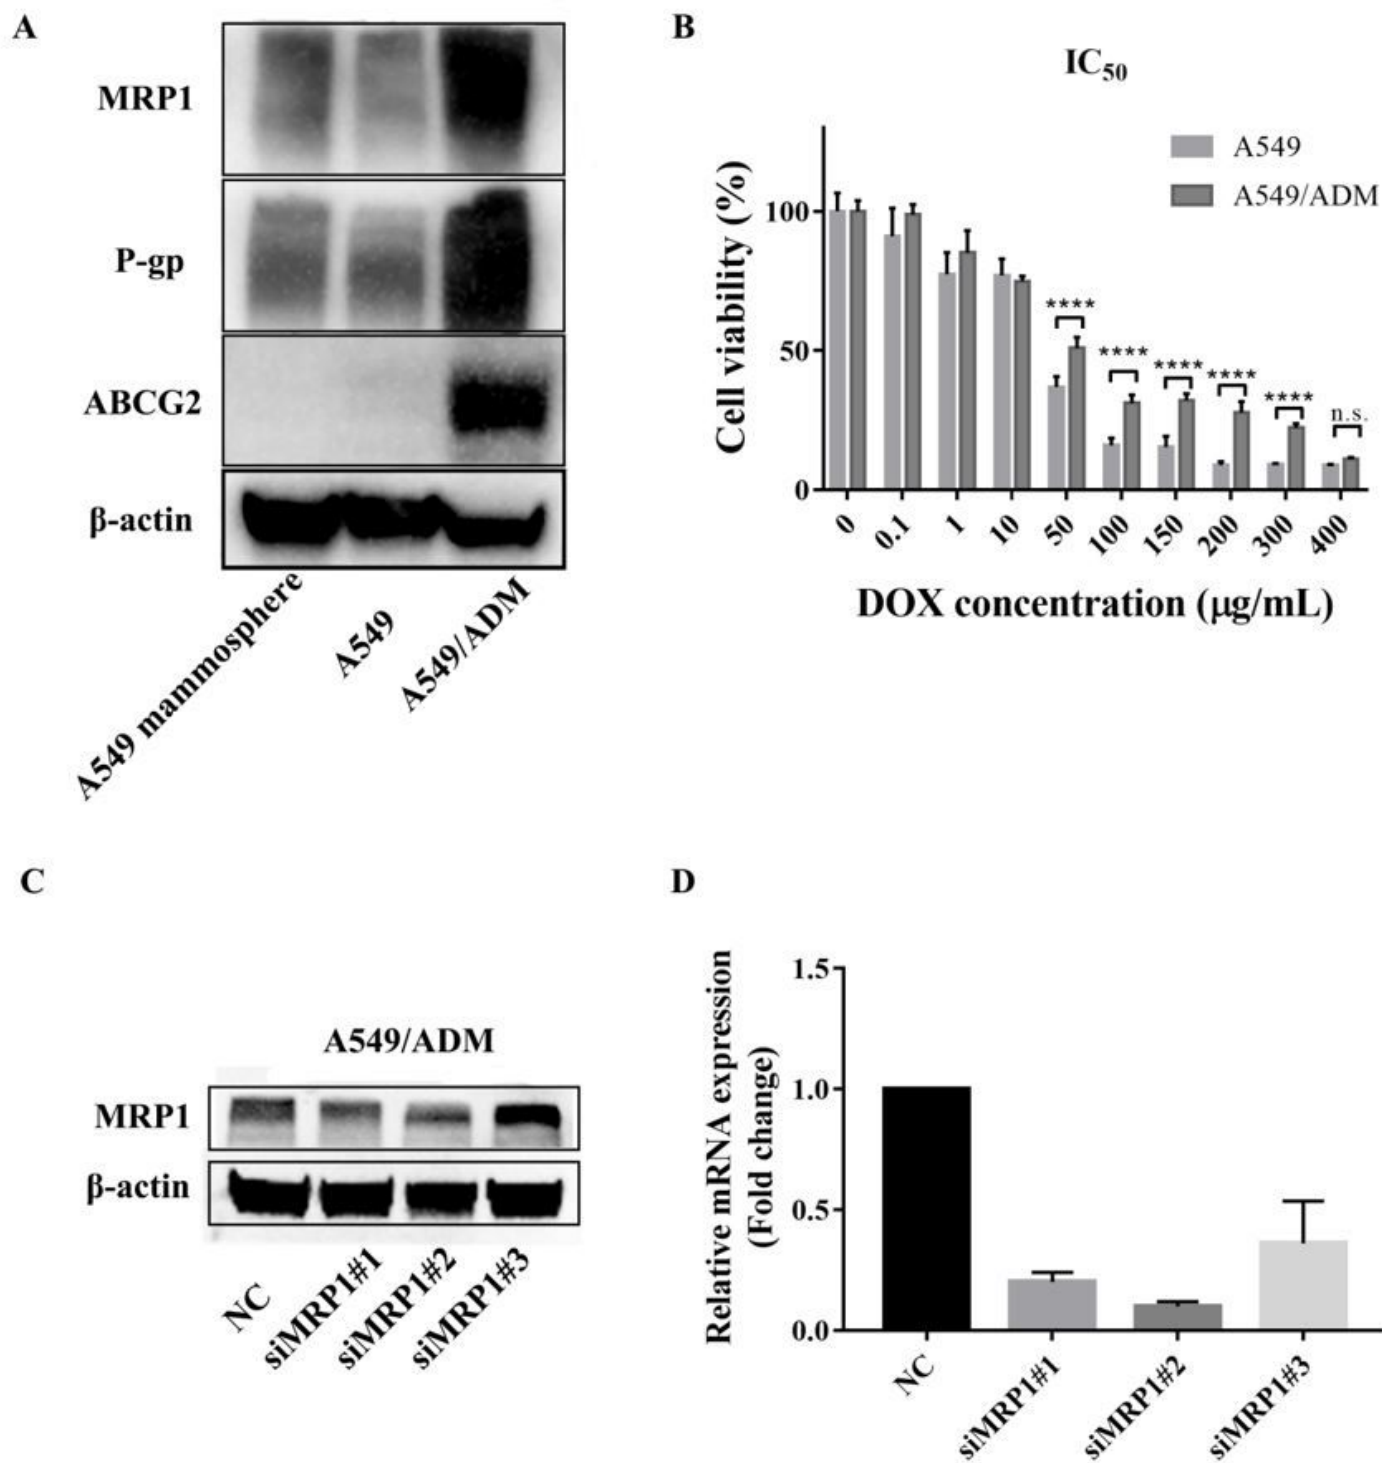 A
MRP1
P-gp
ABCG2
β-actin
A549 mammosphere
A549
A549/ADM
B
IC50
A549
A549/ADM
Cell viability (%)
100
50
0
****
****
****
****
****
n.s.
0
0.1
1
10
50
100
150
200
300
400
DOX concentration (μg/mL)
C
A549/ADM
MRP1
β-actin
NC
siMRP1#1
siMRP1#2
siMRP1#3
D
Relative mRNA expression
(Fold change)
1.5
1.0
0.5
0.0
NC
siMRP1#1
siMRP1#2
siMRP1#3